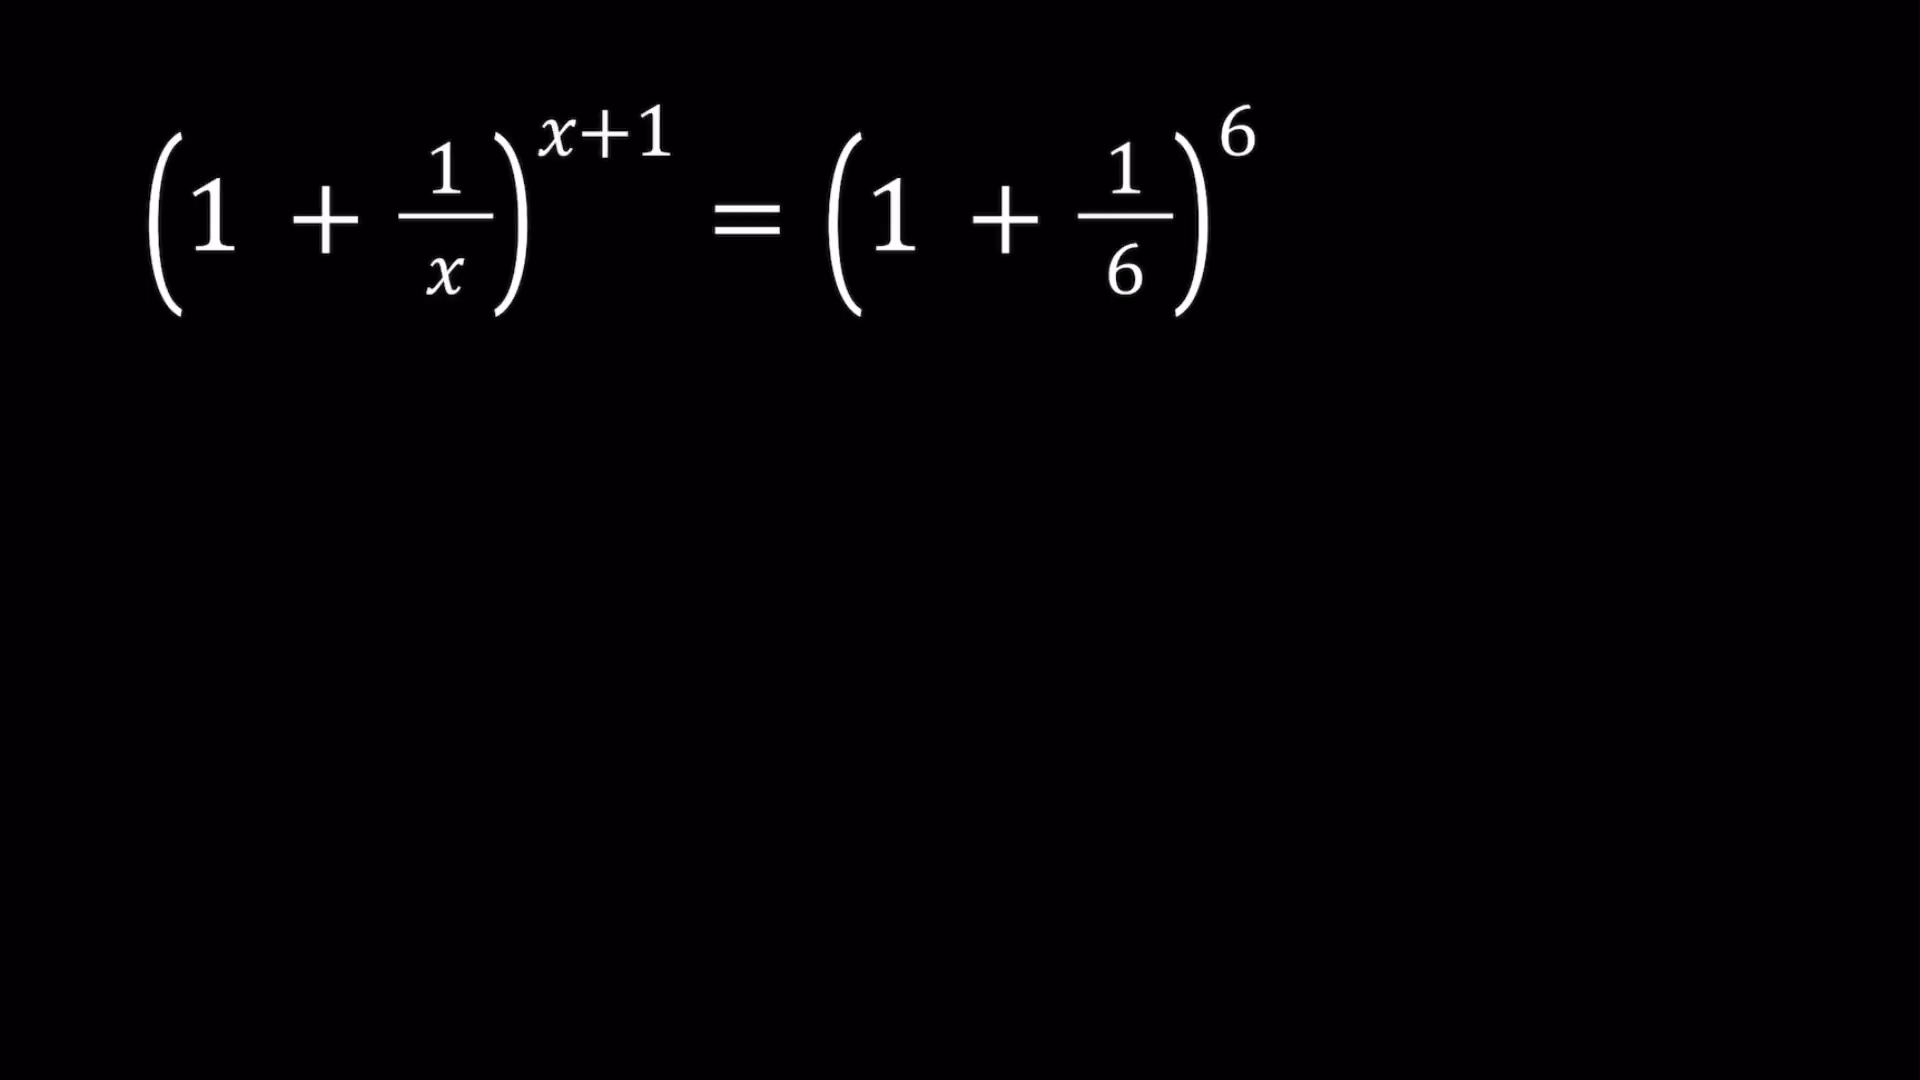 (1 + 1/x)^(x+1) = (1 + 1/6)^6